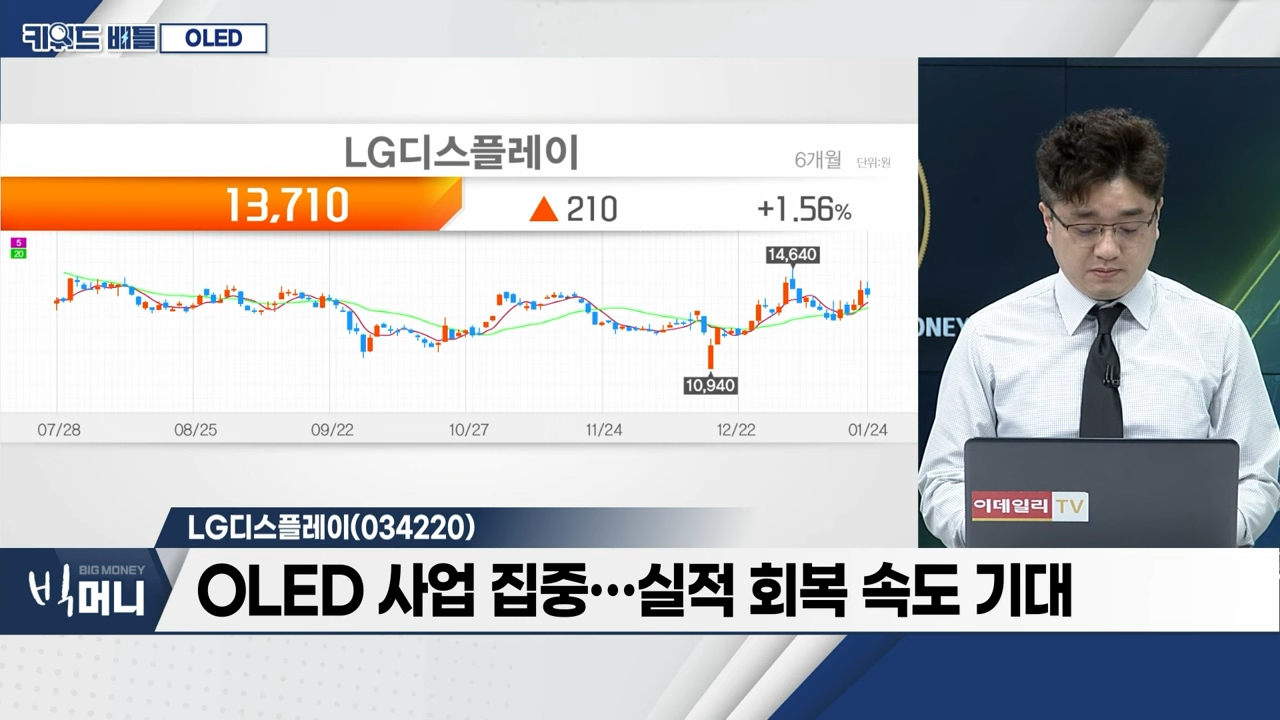 키워드 배틀 OLED
LG디스플레이
6개월 단위:원
13,710 ▲210 +1.56%
5
20
14,640
10,940
07/28 08/25 09/22 10/27 11/24 12/22 01/24
ONEY
이데일리 TV
LG디스플레이(034220)
BIG MONEY
빅머니
OLED 사업 집중…실적 회복 속도 기대